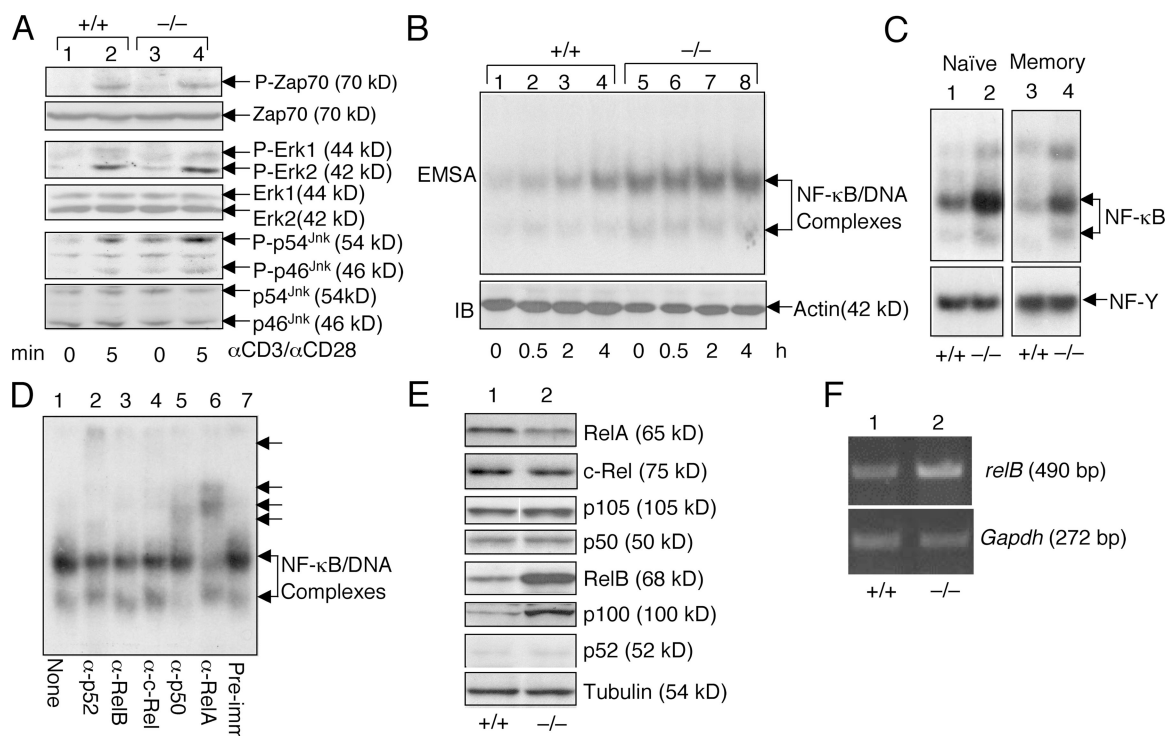 A
+/+ –/–
1 2 3 4
P-Zap70 (70 kD)
Zap70 (70 kD)
P-Erk1 (44 kD)
P-Erk2 (42 kD)
Erk1(44 kD)
Erk2(42 kD)
P-p54Jnk (54 kD)
P-p46Jnk (46 kD)
p54Jnk (54kD)
p46Jnk (46 kD)
min 0 5 0 5 αCD3/αCD28
B
+/+ –/–
1 2 3 4 5 6 7 8
EMSA
NF-κB/DNA
Complexes
IB
Actin(42 kD)
0 0.5 2 4 0 0.5 2 4 h
C
Naïve Memory
1 2 3 4
NF-κB
NF-Y
+/+ –/– +/+ –/–
D
1 2 3 4 5 6 7
NF-κB/DNA
Complexes
None
α-p52
α-RelB
α-c-Rel
α-p50
α-RelA
Pre-imm
E
1 2
RelA (65 kD)
c-Rel (75 kD)
p105 (105 kD)
p50 (50 kD)
RelB (68 kD)
p100 (100 kD)
p52 (52 kD)
Tubulin (54 kD)
+/+ –/–
F
1 2
relB (490 bp)
Gapdh (272 bp)
+/+ –/–